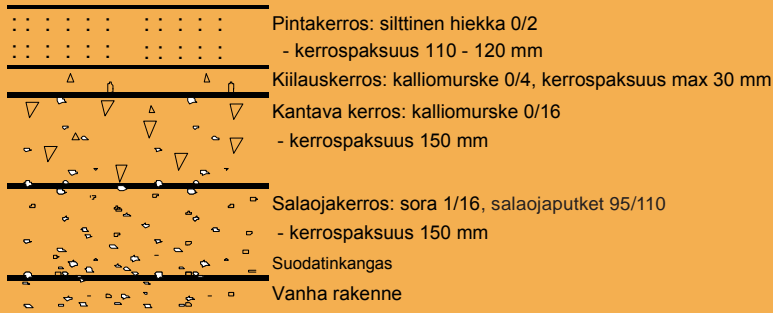 Pintakerros: silttinen hiekka 0/2
- kerrospaksuus 110 - 120 mm
Kiilauskerros: kalliomurske 0/4, kerrospaksuus max 30 mm
Kantava kerros: kalliomurske 0/16
- kerrospaksuus 150 mm
Salaojakerros: sora 1/16, salaojaputket 95/110
- kerrospaksuus 150 mm
Suodatinkangas
Vanha rakenne